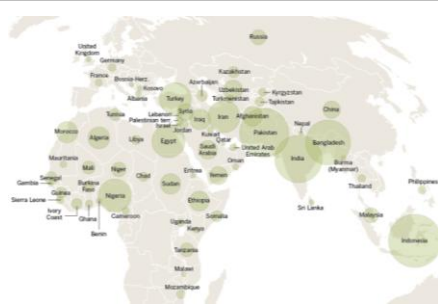 Russia
United
Kingdom
Germany
France
Bosnia-Herz.
Kosovo
Albania
Azerbaijan
Kazakhstan
Uzbekistan
Turkmenistan
Kyrgyzstan
Tajikistan
China
Turkey
Syria
Lebanon
Palestinian terr.
Israel
Jordan
Iraq
Iran
Afghanistan
Pakistan
Nepal
Tunisia
Morocco
Algeria
Libya
Egypt
Kuwait
Qatar
Saudi
Arabia
United Arab
Emirates
Oman
India
Bangladesh
Burma
(Myanmar)
Thailand
Philippines
Mauritania
Mali
Niger
Chad
Sudan
Eritrea
Yemen
Senegal
Gambia
Guinea
Sierra Leone
Burkina
Faso
Ivory
Coast
Ghana
Benin
Nigeria
Cameroon
Ethiopia
Somalia
Uganda
Kenya
Sri Lanka
Malaysia
Indonesia
Tanzania
Malawi
Mozambique